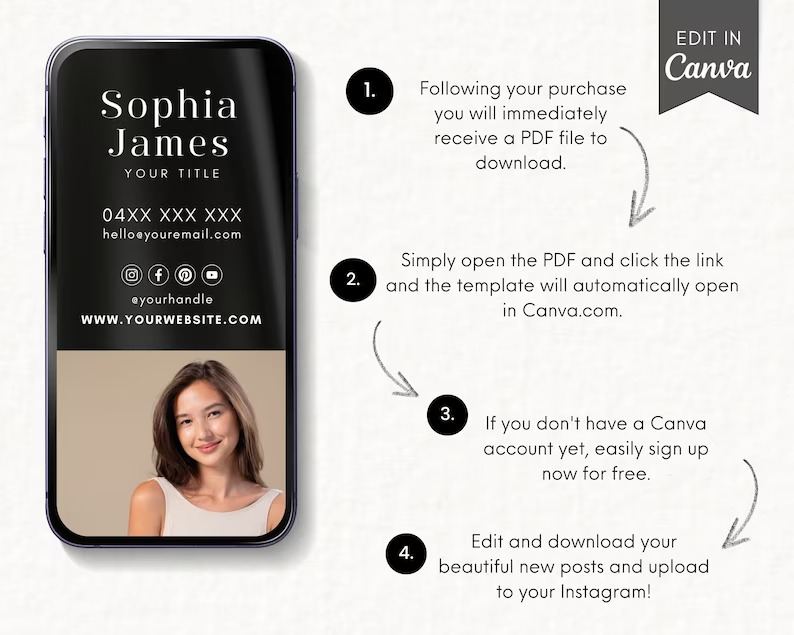 EDIT IN
Canva
Sophia
James
YOUR TITLE
04XX XXX XXX
hello@youremail.com
@yourhandle
WWW.YOURWEBSITE.COM
1.
Following your purchase
you will immediately
receive a PDF file to
download.
2.
Simply open the PDF and click the link
and the template will automatically open
in Canva.com.
3.
If you don't have a Canva
account yet, easily sign up
now for free.
4.
Edit and download your
beautiful new posts and upload
to your Instagram!